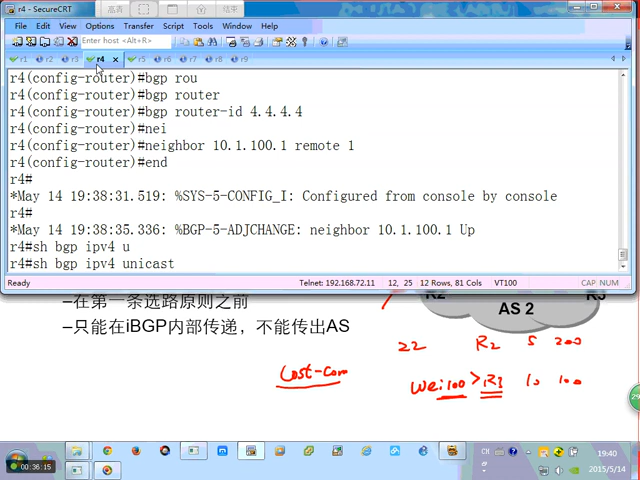 r4 - SecureCRT
File Edit View Options Transfer Script Tools Window Help
Enter host <Alt+R>
r1 r2 r3 r4 r5 r6 r7 r8 r9
r4(config-router)#bgp rou
r4(config-router)#bgp router
r4(config-router)#bgp router-id 4.4.4.4
r4(config-router)#nei
r4(config-router)#neighbor 10.1.100.1 remote 1
r4(config-router)#end
r4#
*May 14 19:38:31.519: %SYS-5-CONFIG_I: Configured from console by console
r4#
*May 14 19:38:35.336: %BGP-5-ADJCHANGE: neighbor 10.1.100.1 Up
r4#sh bgp ipv4 u
r4#sh bgp ipv4 unicast
Ready Telnet: 192.168.72.11 12, 25 12 Rows, 81 Cols VT100 CAP NUM
–在第一条选路原则之前
–只能在iBGP内部传递，不能传出AS
R2 AS 2 R3
22 R2 5 200
Cost-com
wei100 > R3 10 100
00:36:15
CN
19:40
2015/5/14